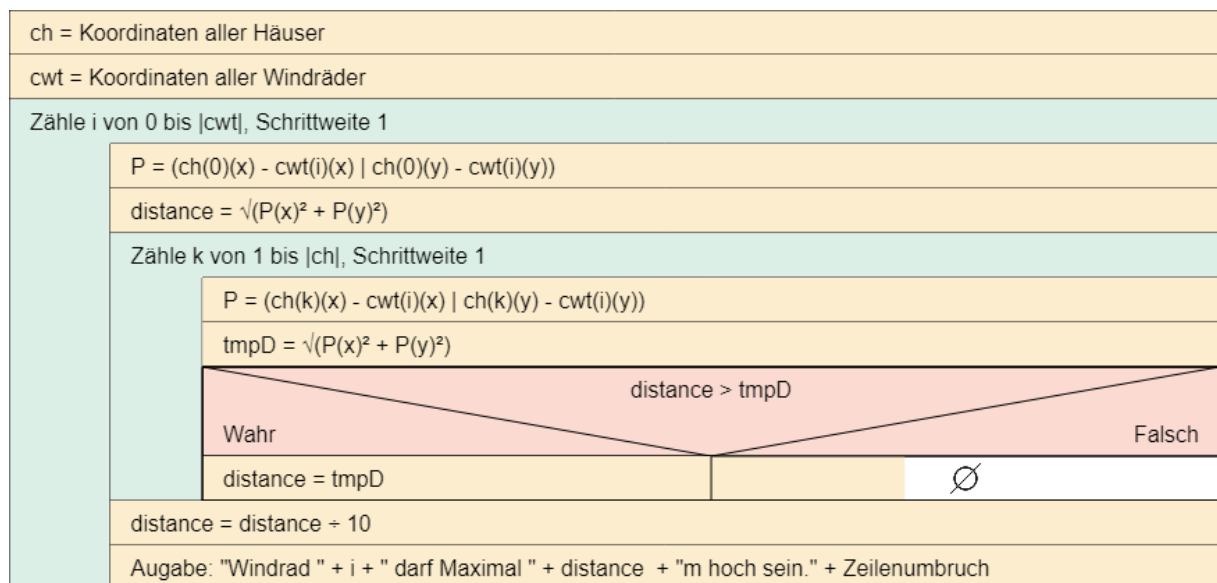 ch = Koordinaten aller Häuser
cwt = Koordinaten aller Windräder
Zähle i von 0 bis |cwt|, Schrittweite 1
P = (ch(0)(x) - cwt(i)(x) | ch(0)(y) - cwt(i)(y))
distance = √(P(x)² + P(y)²)
Zähle k von 1 bis |ch|, Schrittweite 1
P = (ch(k)(x) - cwt(i)(x) | ch(k)(y) - cwt(i)(y))
tmpD = √(P(x)² + P(y)²)
distance > tmpD
Wahr Falsch
distance = tmpD ∅
distance = distance ÷ 10
Augabe: "Windrad " + i + " darf Maximal " + distance + "m hoch sein." + Zeilenumbruch